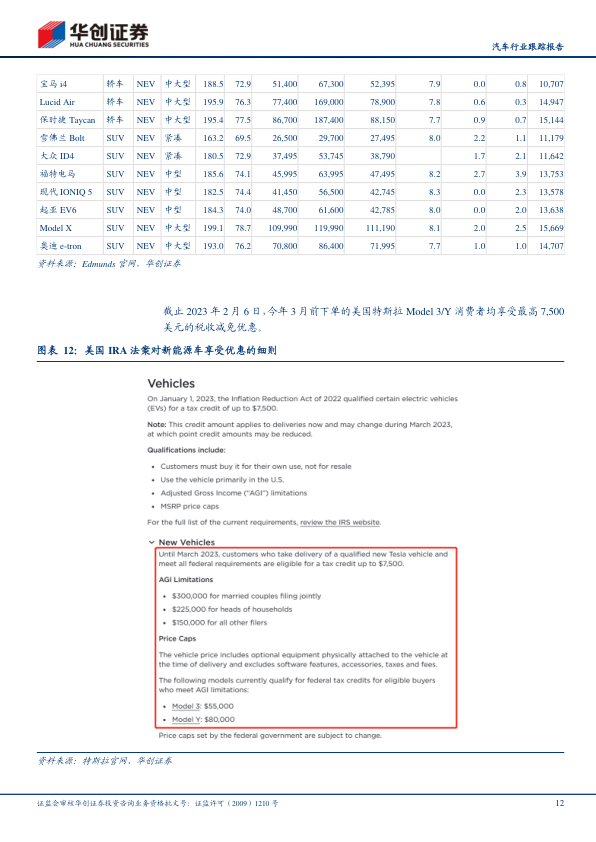 华创证券
HUA CHUANG SECURITIES
汽车行业跟踪报告
宝马 i4 轿车 NEV 中大型 188.5 72.9 51,400 67,300 52,395 7.9 0.0 0.8 10,707
Lucid Air 轿车 NEV 中大型 195.9 76.3 77,400 169,000 78,900 7.8 0.6 0.3 14,947
保时捷 Taycan 轿车 NEV 中大型 195.4 77.5 86,700 187,400 88,150 7.7 0.9 0.7 15,144
雪佛兰 Bolt SUV NEV 紧凑 163.2 69.5 26,500 29,700 27,495 8.0 2.2 1.1 11,179
大众 ID4 SUV NEV 紧凑 180.5 72.9 37,495 53,745 38,790 1.7 2.1 11,642
福特电马 SUV NEV 中型 185.6 74.1 45,995 63,995 47,495 8.2 2.7 3.9 13,753
现代 IONIQ 5 SUV NEV 中型 182.5 74.4 41,450 56,500 42,745 8.3 0.0 2.3 13,578
起亚 EV6 SUV NEV 中型 184.3 74.0 48,700 61,600 42,785 8.0 0.0 2.0 13,638
Model X SUV NEV 中大型 199.1 78.7 109,990 119,990 111,190 8.1 2.0 2.5 15,669
奥迪 e-tron SUV NEV 中大型 193.0 76.2 70,800 86,400 71,995 7.7 1.0 1.0 14,707
资料来源：Edmunds 官网、华创证券
截止 2023 年 2 月 6 日，今年 3 月前下单的美国特斯拉 Model 3/Y 消费者均享受最高 7,500
美元的税收减免优惠。
图表 12：美国 IRA 法案对新能源车享受优惠的细则
Vehicles
On January 1, 2023, the Inflation Reduction Act of 2022 qualified certain electric vehicles
(EVs) for a tax credit of up to $7,500.
Note: This credit amount applies to deliveries now and may change during March 2023,
at which point credit amounts may be reduced.
Qualifications include:
• Customers must buy it for their own use, not for resale
• Use the vehicle primarily in the U.S.
• Adjusted Gross Income ("AGI") limitations
• MSRP price caps
For the full list of the current requirements, review the IRS website.
New Vehicles
Until March 2023, customers who take delivery of a qualified new Tesla vehicle and
meet all federal requirements are eligible for a tax credit up to $7,500.
AGI Limitations
• $300,000 for married couples filing jointly
• $225,000 for heads of households
• $150,000 for all other filers
Price Caps
The vehicle price includes optional equipment physically attached to the vehicle at
the time of delivery and excludes software features, accessories, taxes and fees.
The following models currently qualify for federal tax credits for eligible buyers
who meet AGI limitations:
• Model 3: $55,000
• Model Y: $80,000
Price caps set by the federal government are subject to change.
资料来源：特斯拉官网、华创证券
证监会审核华创证券投资咨询业务资格批文号：证监许可（2009）1210 号
12